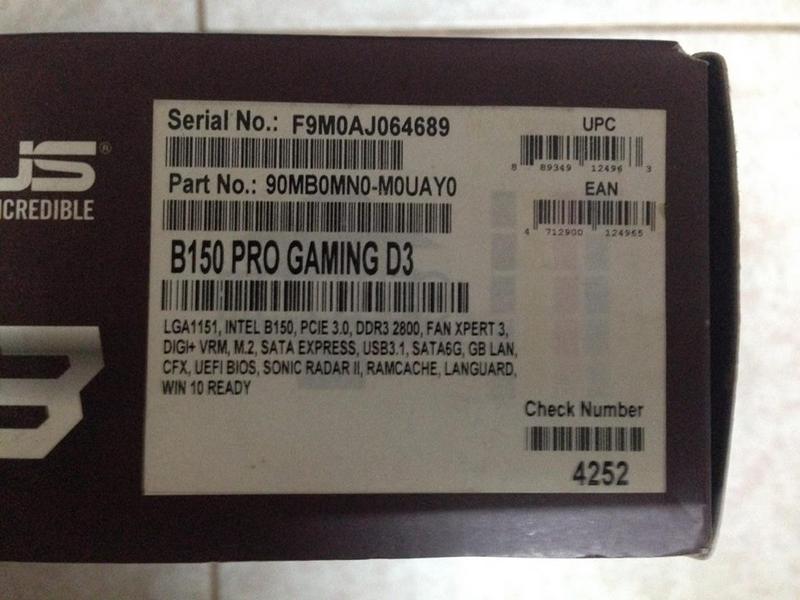 US®
NCREDIBLE
Serial No.: F9M0AJ064689
Part No.: 90MB0MN0-M0UAY0
B150 PRO GAMING D3
LGA1151, INTEL B150, PCIE 3.0, DDR3 2800, FAN XPERT 3,
DIGI+ VRM, M.2, SATA EXPRESS, USB3.1, SATA6G, GB LAN,
CFX, UEFI BIOS, SONIC RADAR II, RAMCACHE, LANGUARD,
WIN 10 READY
UPC
8 89349 12496 3
EAN
4 712900 124965
Check Number
4252